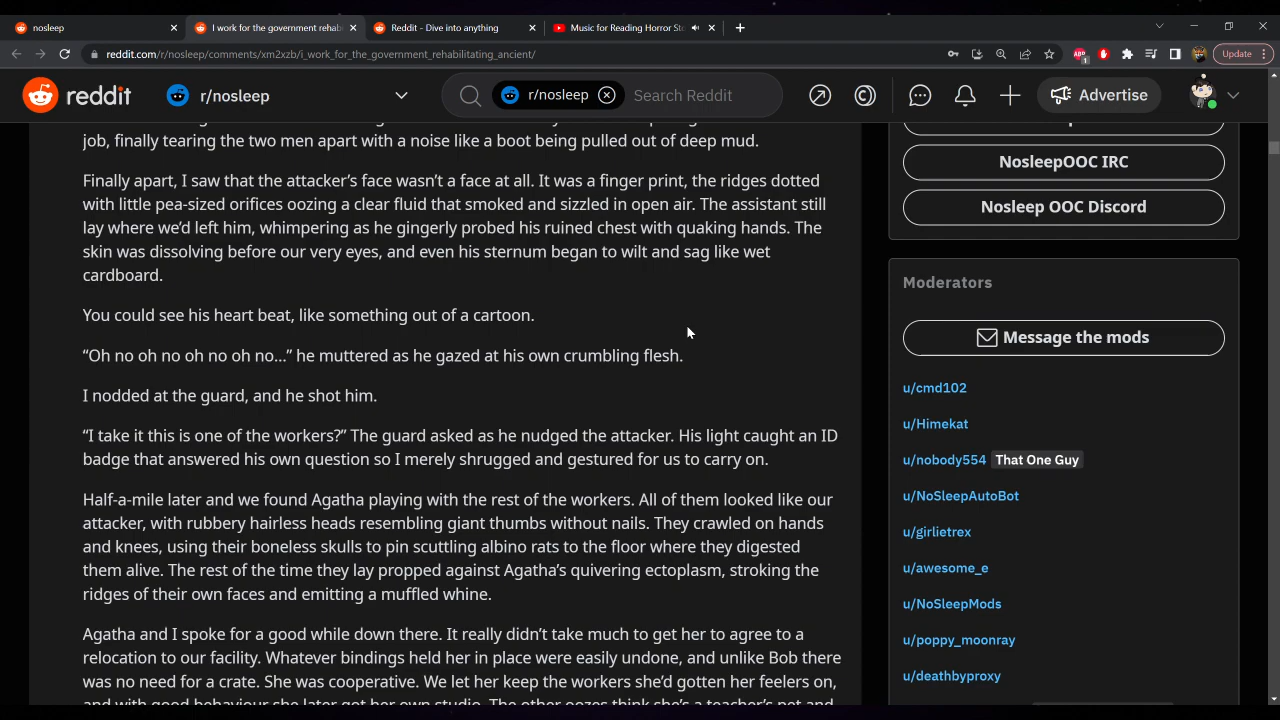 nosleep
I work for the government rehab
Reddit - Dive into anything
Music for Reading Horror Sto
reddit.com/r/nosleep/comments/xm2xzb/i_work_for_the_government_rehabilitating_ancient/
Update
reddit
r/nosleep
r/nosleep
Search Reddit
Advertise
job, finally tearing the two men apart with a noise like a boot being pulled out of deep mud.
Finally apart, I saw that the attacker’s face wasn’t a face at all. It was a finger print, the ridges dotted
with little pea-sized orifices oozing a clear fluid that smoked and sizzled in open air. The assistant still
lay where we’d left him, whimpering as he gingerly probed his ruined chest with quaking hands. The
skin was dissolving before our very eyes, and even his sternum began to wilt and sag like wet
cardboard.
You could see his heart beat, like something out of a cartoon.
“Oh no oh no oh no oh no…” he muttered as he gazed at his own crumbling flesh.
I nodded at the guard, and he shot him.
“I take it this is one of the workers?” The guard asked as he nudged the attacker. His light caught an ID
badge that answered his own question so I merely shrugged and gestured for us to carry on.
Half-a-mile later and we found Agatha playing with the rest of the workers. All of them looked like our
attacker, with rubbery hairless heads resembling giant thumbs without nails. They crawled on hands
and knees, using their boneless skulls to pin scuttling albino rats to the floor where they digested
them alive. The rest of the time they lay propped against Agatha’s quivering ectoplasm, stroking the
ridges of their own faces and emitting a muffled whine.
Agatha and I spoke for a good while down there. It really didn’t take much to get her to agree to a
relocation to our facility. Whatever bindings held her in place were easily undone, and unlike Bob there
was no need for a crate. She was cooperative. We let her keep the workers she’d gotten her feelers on,
and with good behaviour she later got her own studio. The other oozes think she’s a teacher’s pet and
NosleepOOC IRC
Nosleep OOC Discord
Moderators
Message the mods
u/cmd102
u/Himekat
u/nobody554 That One Guy
u/NoSleepAutoBot
u/girlietrex
u/awesome_e
u/NoSleepMods
u/poppy_moonray
u/deathbyproxy